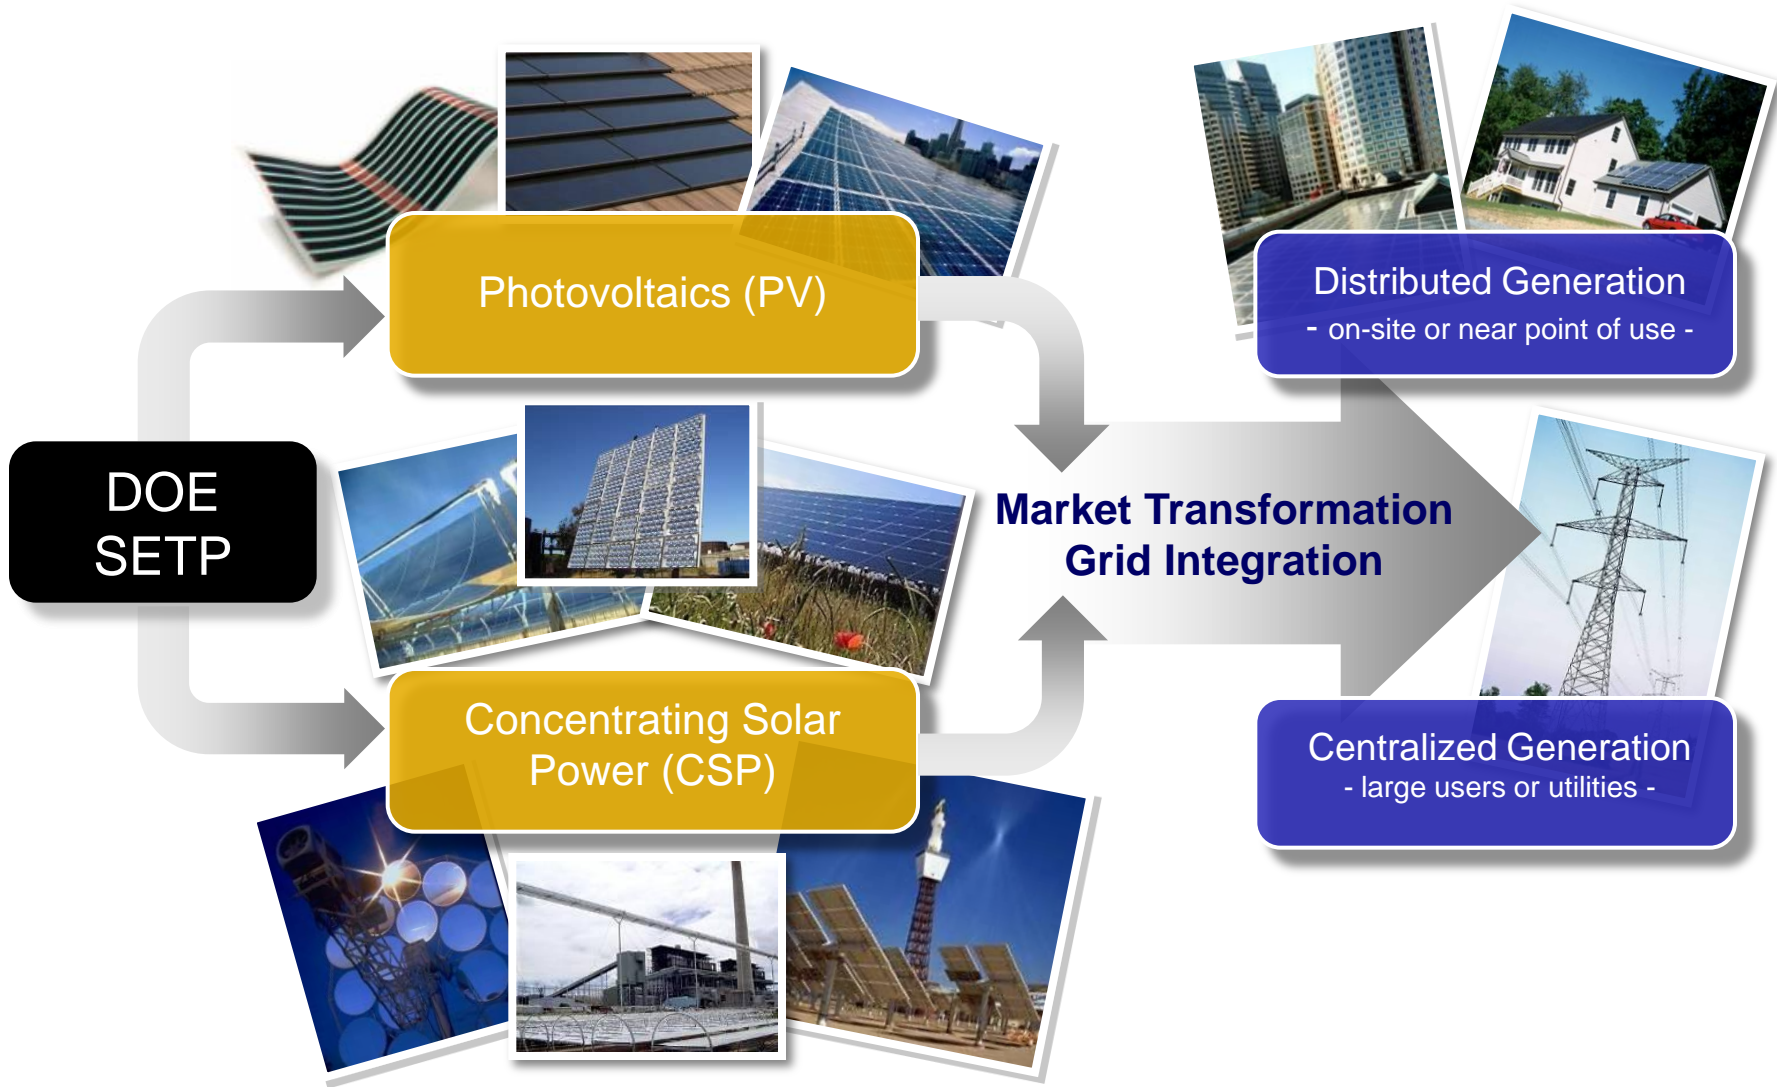 Photovoltaics (PV)
Distributed Generation
- on-site or near point of use -
DOE
SETP
Market Transformation
Grid Integration
Concentrating Solar
Power (CSP)
Centralized Generation
- large users or utilities -